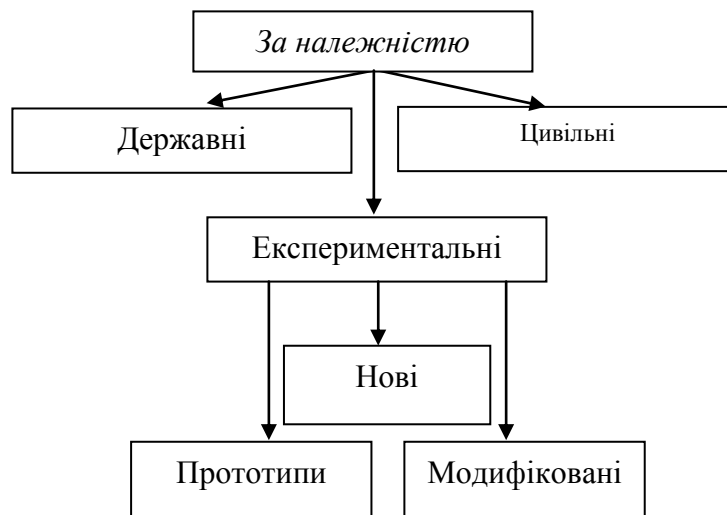 За належністю
Державні
Цивільні
Експериментальні
Нові
Прототипи
Модифіковані